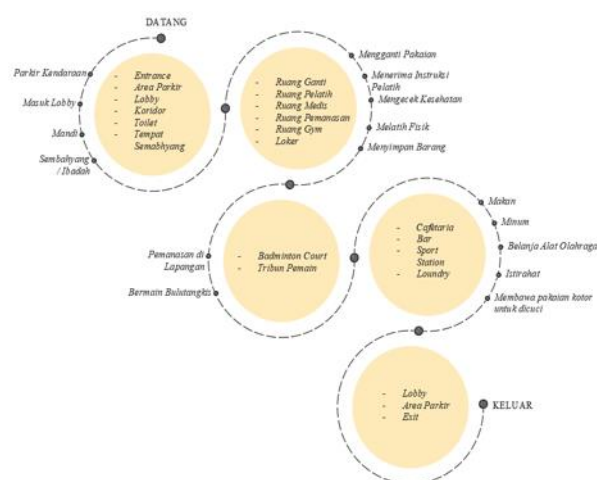 DATANG
Parkir Kendaraan
Masuk Lobby
Mandi
Sembahyang
/ Ibadah
- Entrance
- Area Parkir
- Lobby
- Koridor
- Toilet
- Tempat
Semabhyang
- Ruang Ganti
- Ruang Pelatih
- Ruang Medis
- Ruang Pemanasan
- Ruang Gym
- Loker
Mengganti Pakaian
Menerima Instruksi
Pelatih
Mengecek Kesehatan
Melatih Fisik
Menyimpan Barang
Pemanasan di
Lapangan
Bermain Bulutangkis
- Badminton Court
- Tribun Pemain
- Cafetaria
- Bar
- Sport
Station
- Loundry
Makan
Minum
Belanja Alat Olahraga
Istirahat
Membawa pakaian kotor
untuk dicuci
- Lobby
- Area Parkir
- Exit
KELUAR